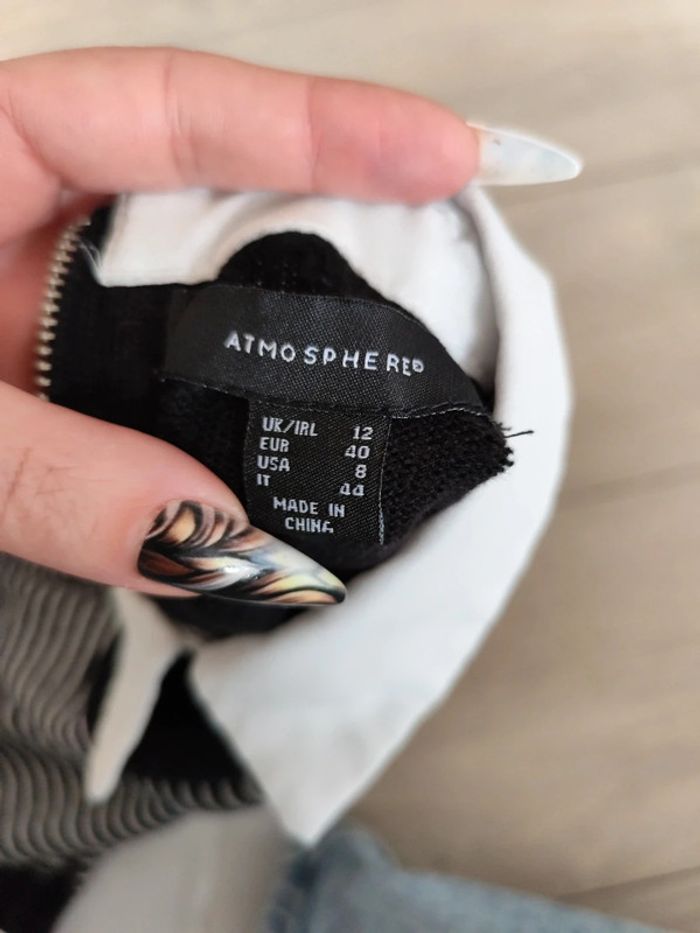 ATMOSPHERE®
UK/IRL 12
EUR 40
USA 8
IT 44
MADE IN
CHINA